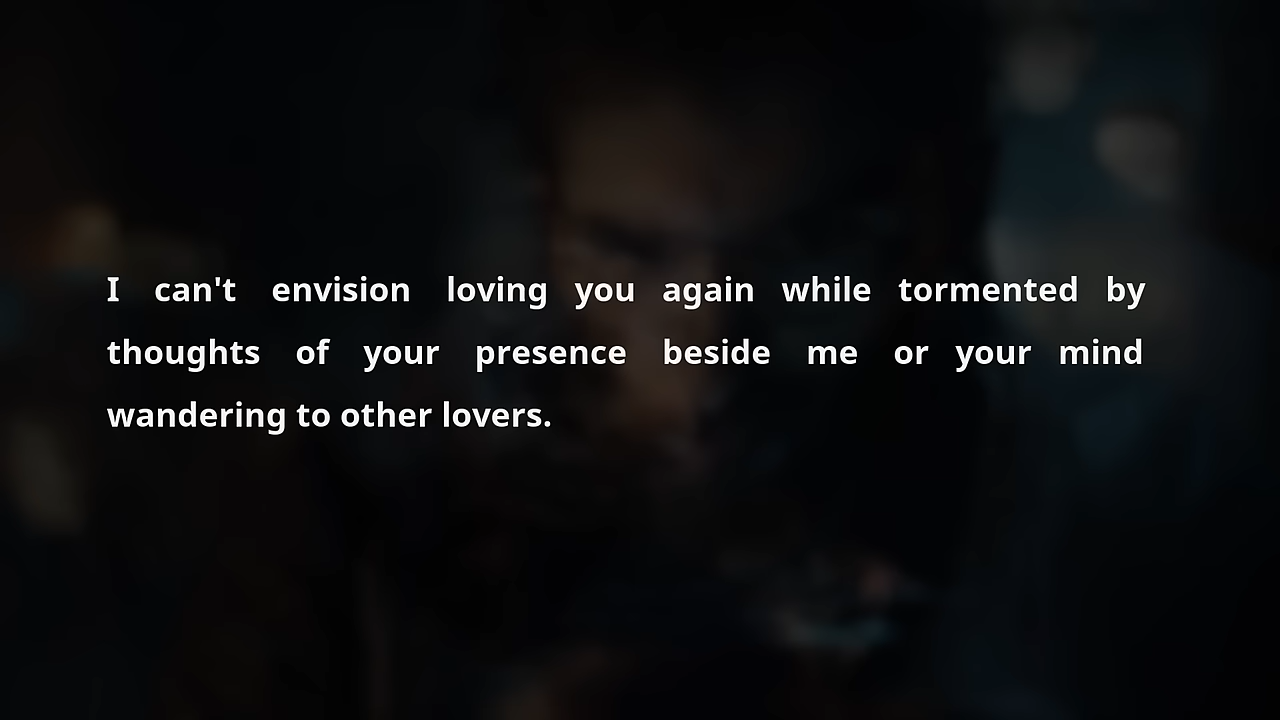 I can't envision loving you again while tormented by
thoughts of your presence beside me or your mind
wandering to other lovers.